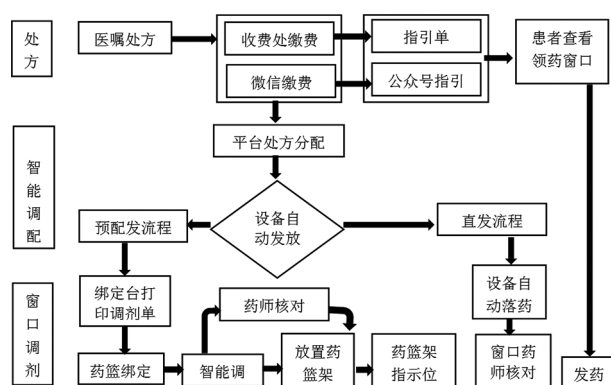 处
方
医嘱处方
收费处缴费
指引单
患者查看
领药窗口
微信缴费
公众号指引
平台处方分配
智
能
调
配
设备自
动发放
预配发流程
直发流程
窗
口
调
剂
绑定台打
印调剂单
药师核对
设备自
动落药
药篮绑定
智能调
放置药
篮架
药篮架
指示位
窗口药
师核对
发药